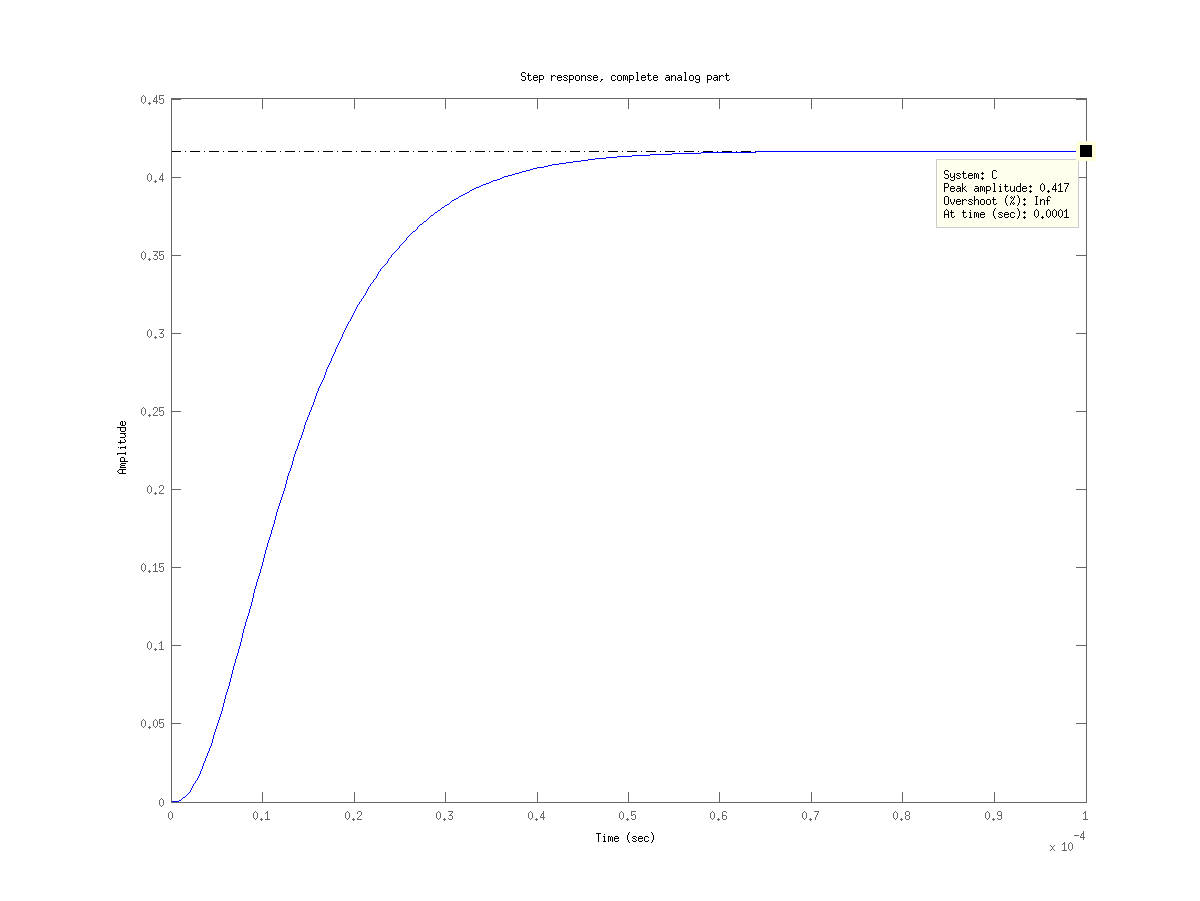 Step response, complete analog part
0.45
0.4
0.35
0.3
0.25
0.2
0.15
0.1
0.05
0
Amplitude
System: C
Peak amplitude: 0.417
Overshoot (%): Inf
At time (sec): 0.0001
0 0.1 0.2 0.3 0.4 0.5 0.6 0.7 0.8 0.9 1
Time (sec)
x 10^-4